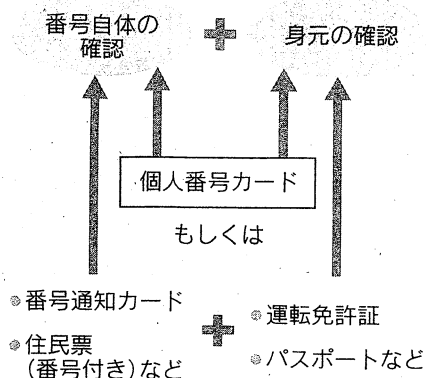 番号自体の
確認
+
身元の確認
個人番号カード
もしくは
番号通知カード
住民票
(番号付き)など
+
運転免許証
パスポートなど